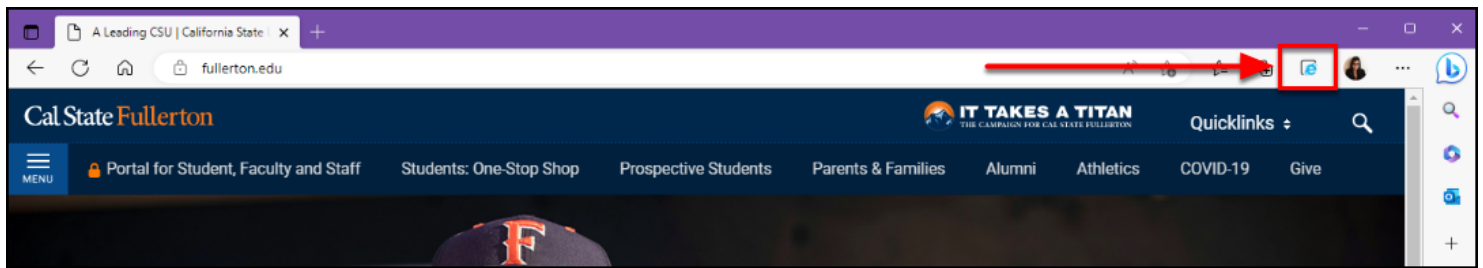 A Leading CSU | California State
fullerton.edu
Cal State Fullerton
IT TAKES A TITAN
THE CAMPAIGN FOR CAL STATE FULLERTON
Quicklinks
MENU
Portal for Student, Faculty and Staff
Students: One-Stop Shop
Prospective Students
Parents & Families
Alumni
Athletics
COVID-19
Give
F